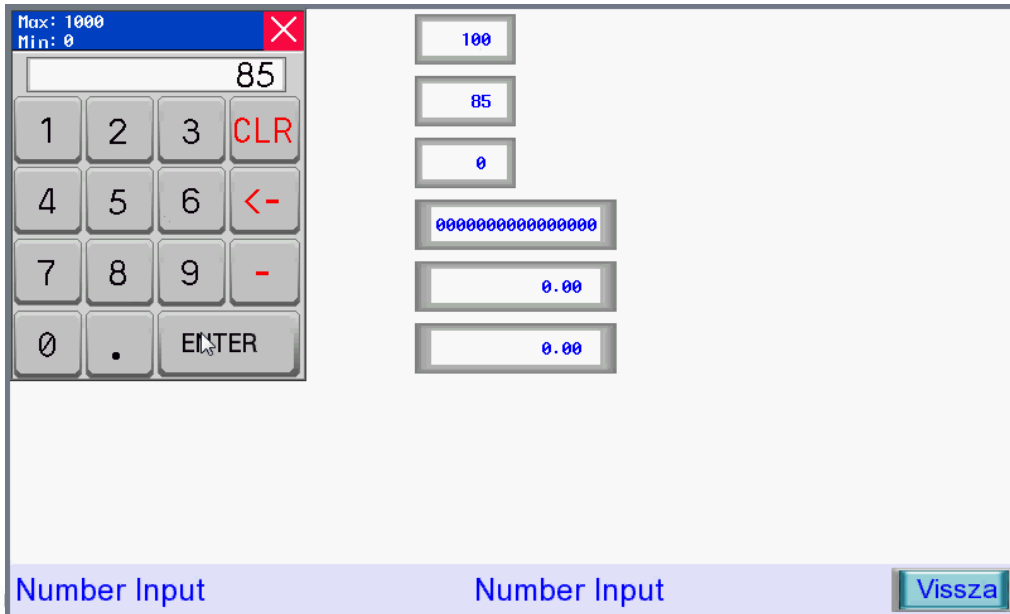 Max: 1000
Min: 0
85
1 2 3 CLR
4 5 6 <-
7 8 9 -
0 . ENTER
100
85
0
0000000000000000
0.00
0.00
Number Input
Number Input
Vissza